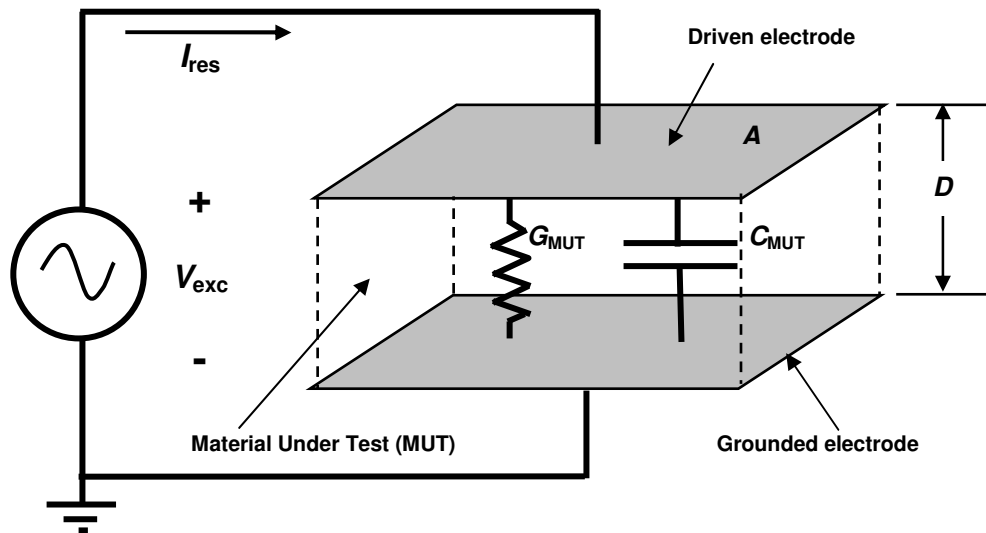 Driven electrode
I_res
A
D
+
G_MUT
C_MUT
V_exc
-
Material Under Test (MUT)
Grounded electrode